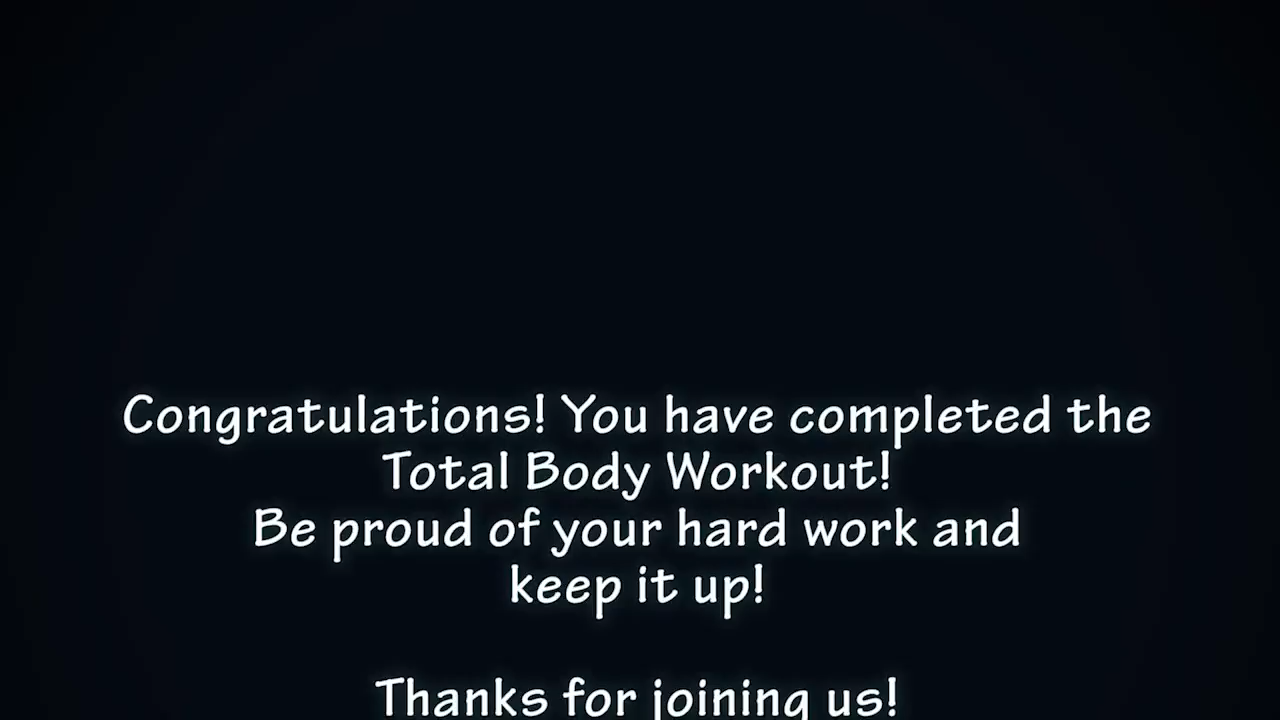 Congratulations! You have completed the
Total Body Workout!
Be proud of your hard work and
keep it up!
Thanks for joining us!